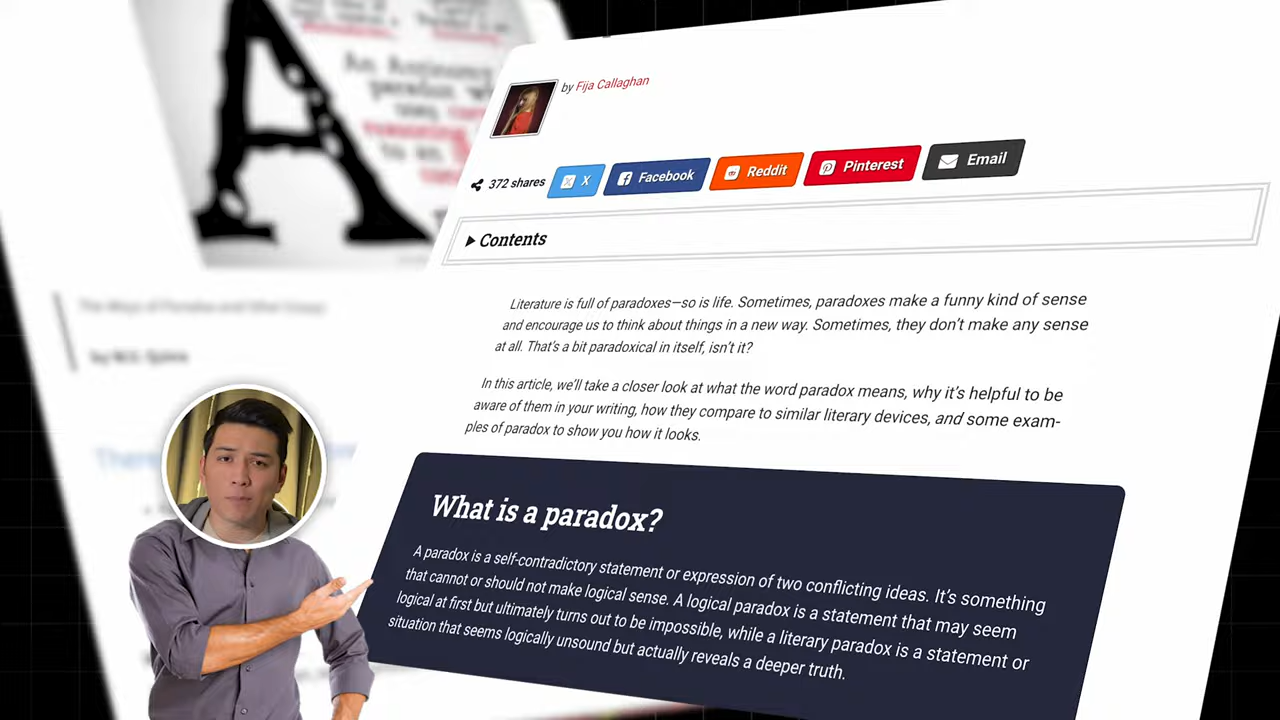 by Fija Callaghan
372 shares
X
Facebook
Reddit
Pinterest
Email
Contents
Literature is full of paradoxes—so is life. Sometimes, paradoxes make a funny kind of sense
and encourage us to think about things in a new way. Sometimes, they don't make any sense
at all. That's a bit paradoxical in itself, isn't it?
In this article, we'll take a closer look at what the word paradox means, why it's helpful to be
aware of them in your writing, how they compare to similar literary devices, and some exam-
ples of paradox to show you how it looks.
What is a paradox?
A paradox is a self-contradictory statement or expression of two conflicting ideas. It's something
that cannot or should not make logical sense. A logical paradox is a statement that may seem
logical at first but ultimately turns out to be impossible, while a literary paradox is a statement or
situation that seems logically unsound but actually reveals a deeper truth.
A
An Antinomy
paradox